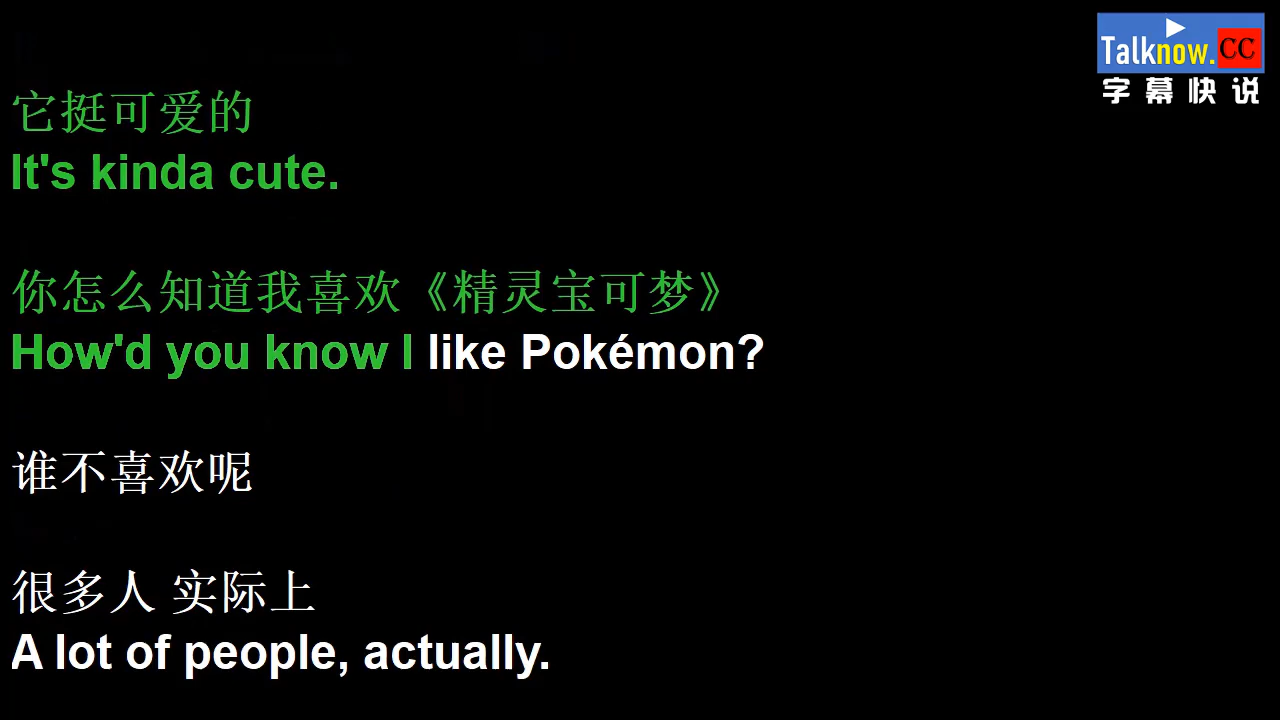 Talknow.CC
字幕快说
它挺可爱的
It's kinda cute.
你怎么知道我喜欢《精灵宝可梦》
How'd you know I like Pokémon?
谁不喜欢呢
很多人 实际上
A lot of people, actually.